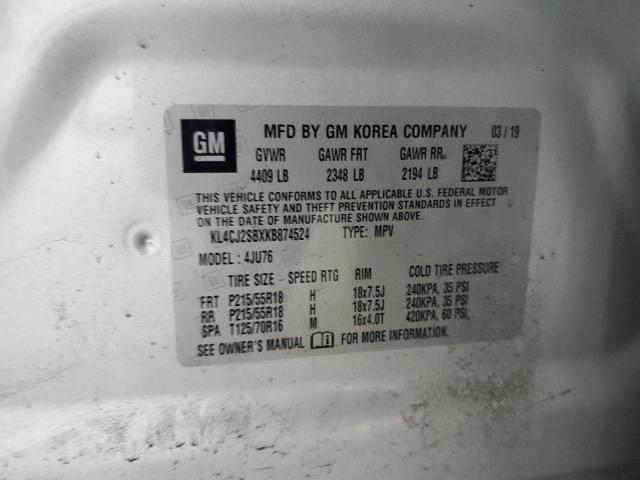 GM MFD BY GM KOREA COMPANY 03 / 19
GVWR GAWR FRT GAWR RR
4409 LB 2348 LB 2194 LB
THIS VEHICLE CONFORMS TO ALL APPLICABLE U.S. FEDERAL MOTOR
VEHICLE SAFETY AND THEFT PREVENTION STANDARDS IN EFFECT
ON THE DATE OF MANUFACTURE SHOWN ABOVE.
KL4CJ2SBXKB874524 TYPE: MPV
MODEL : 4JU76
TIRE SIZE - SPEED RTG RIM COLD TIRE PRESSURE
FRT P215/55R18 H 18x7.5J 240KPA, 35 PSI
RR P215/55R18 H 18x7.5J 240KPA, 35 PSI
SPA T125/70R16 M 16x4.0T 420KPA, 60 PSI
SEE OWNER'S MANUAL FOR MORE INFORMATION